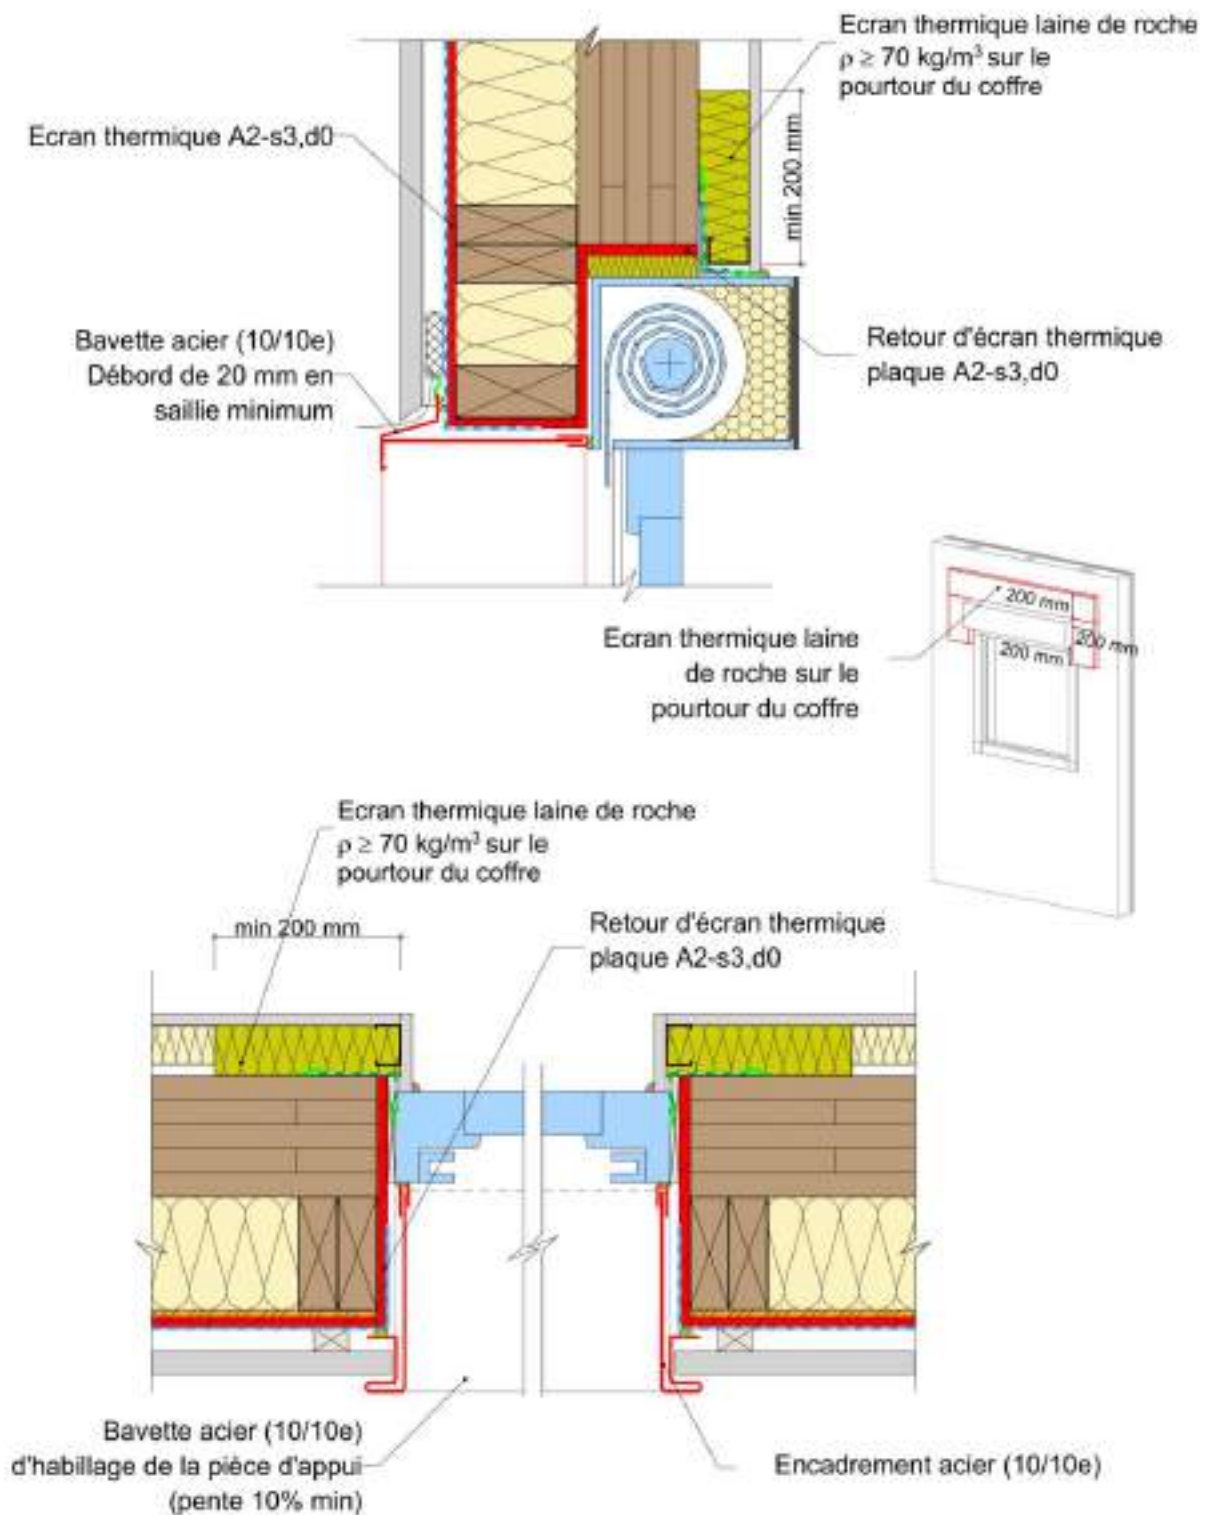 Ecran thermique laine de roche
ρ ≥ 70 kg/m³ sur le
pourtour du coffre
Ecran thermique A2-s3,d0
min 200 mm
Bavette acier (10/10e)
Débord de 20 mm en
saillie minimum
Retour d'écran thermique
plaque A2-s3,d0
200 mm
200 mm
200 mm
Ecran thermique laine
de roche sur le
pourtour du coffre
Ecran thermique laine de roche
ρ ≥ 70 kg/m³ sur le
pourtour du coffre
min 200 mm
Retour d'écran thermique
plaque A2-s3,d0
Bavette acier (10/10e)
d'habillage de la pièce d'appui
(pente 10% min)
Encadrement acier (10/10e)